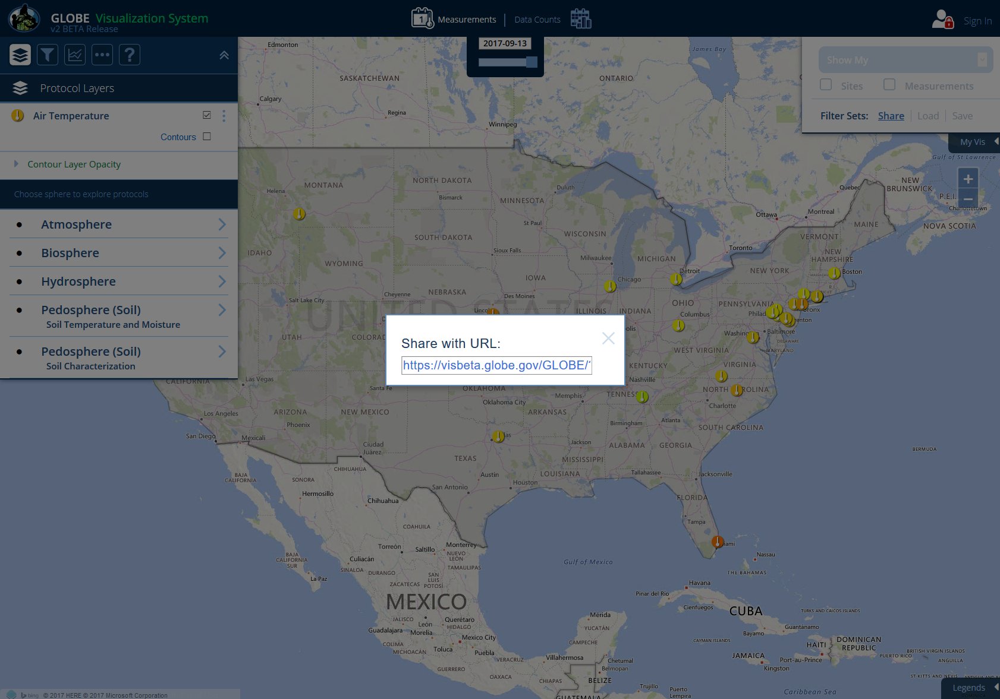 GLOBE Visualization System
v2 BETA Release
Measurements
Data Counts
Sign In
2017-09-13
Protocol Layers
Air Temperature
Contours
Contour Layer Opacity
Choose sphere to explore protocols
Atmosphere
Biosphere
Hydrosphere
Pedosphere (Soil)
Soil Temperature and Moisture
Pedosphere (Soil)
Soil Characterization
Show My
Sites
Measurements
Filter Sets: Share Load Save
My Vis
Legends
Share with URL:
https://visbeta.globe.gov/GLOBE/
Edmonton
SASKATCHEWAN
Calgary
Regina
Winnipeg
ONTARIO
James Bay
Gulf of St Lawrence
NEW BRUNSWICK
P.E.I.
Charlottetown
NOVA SCOTIA
Quebec
Montreal
Ottawa
MAINE
VERMONT
NEW HAMPSHIRE
Toronto
NEW YORK
Boston
R.I.
MONTANA
Helena
NORTH DAKOTA
Bismarck
MINNESOTA
Duluth
St Paul
WISCONSIN
SOUTH DAKOTA
Sioux Falls
Milwaukee
MICHIGAN
Detroit
IDAHO
WYOMING
IOWA
Chicago
Cheyenne
NEBRASKA
Des Moines
Salt Lake City
UNITED STATES
ILLINOIS
INDIANA
OHIO
Columbus
PENNSYLVANIA
Bronx
Baltimore
DELAWARE
MARYLAND
WEST VIRGINIA
VIRGINIA
UTAH
KENTUCKY
Nashville
CALIFORNIA
Las Vegas
Santa Fe
OKLAHOMA
Oklahoma City
Memphis
Charlotte
Los Angeles
ARIZONA
NEW MEXICO
ARKANSAS
Phoenix
Birmingham
Atlanta
SOUTH CAROLINA
San Diego
Mexicali
Ciudad Juárez
Jackson
ALABAMA
GEORGIA
BERMUDA
TEXAS
MISSISSIPPI
CHIHUAHUA
LOUISIANA
Tallahassee
Jacksonville
BAJA CALIFORNIA
SONORA
Austin
Houston
San Antonio
Hermosillo
Chihuahua
FLORIDA
Tampa
COAHUILA
Torreón
Saltillo
Monterrey
Gulf of Mexico
Nassau
THE BAHAMAS
BAJA CALIFORNIA SUR
Culiacán
NUEVO LEÓN
TAMAULIPAS
SINALOA
DURANGO
La Paz
SAN LUIS POTOSÍ
ZACATECAS
Havana
Pinar del Río
MEXICO
Cienfuegos
CUBA
TURKS AND CAICOS ISLANDS
Mérida
JALISCO
León
Querétaro
HIDALGO
YUCATÁN
Guantánamo
Bayamo
Guadalajara
Morelia
Mexico City
CAYMAN ISLANDS
HAITI
DOMINICAN REPUBLIC
COLIMA
MICHOACÁN
Toluca
Puebla
CAMPECHE
JAMAICA
Port-au-Prince
PUERTO RICO
BRITISH VIRGIN ISLANDS
ANGUILLA
VERACRUZ
Villahermosa
Chetumal
Kingston
GUERRERO
OAXACA
CHIAPAS
Belmopan
BELIZE
ST KITTS AND NEVIS
Trujillo
Puerto Lempira
Caribbean Sea
GUATEMALA
bing
© 2017 HERE © 2017 Microsoft Corporation